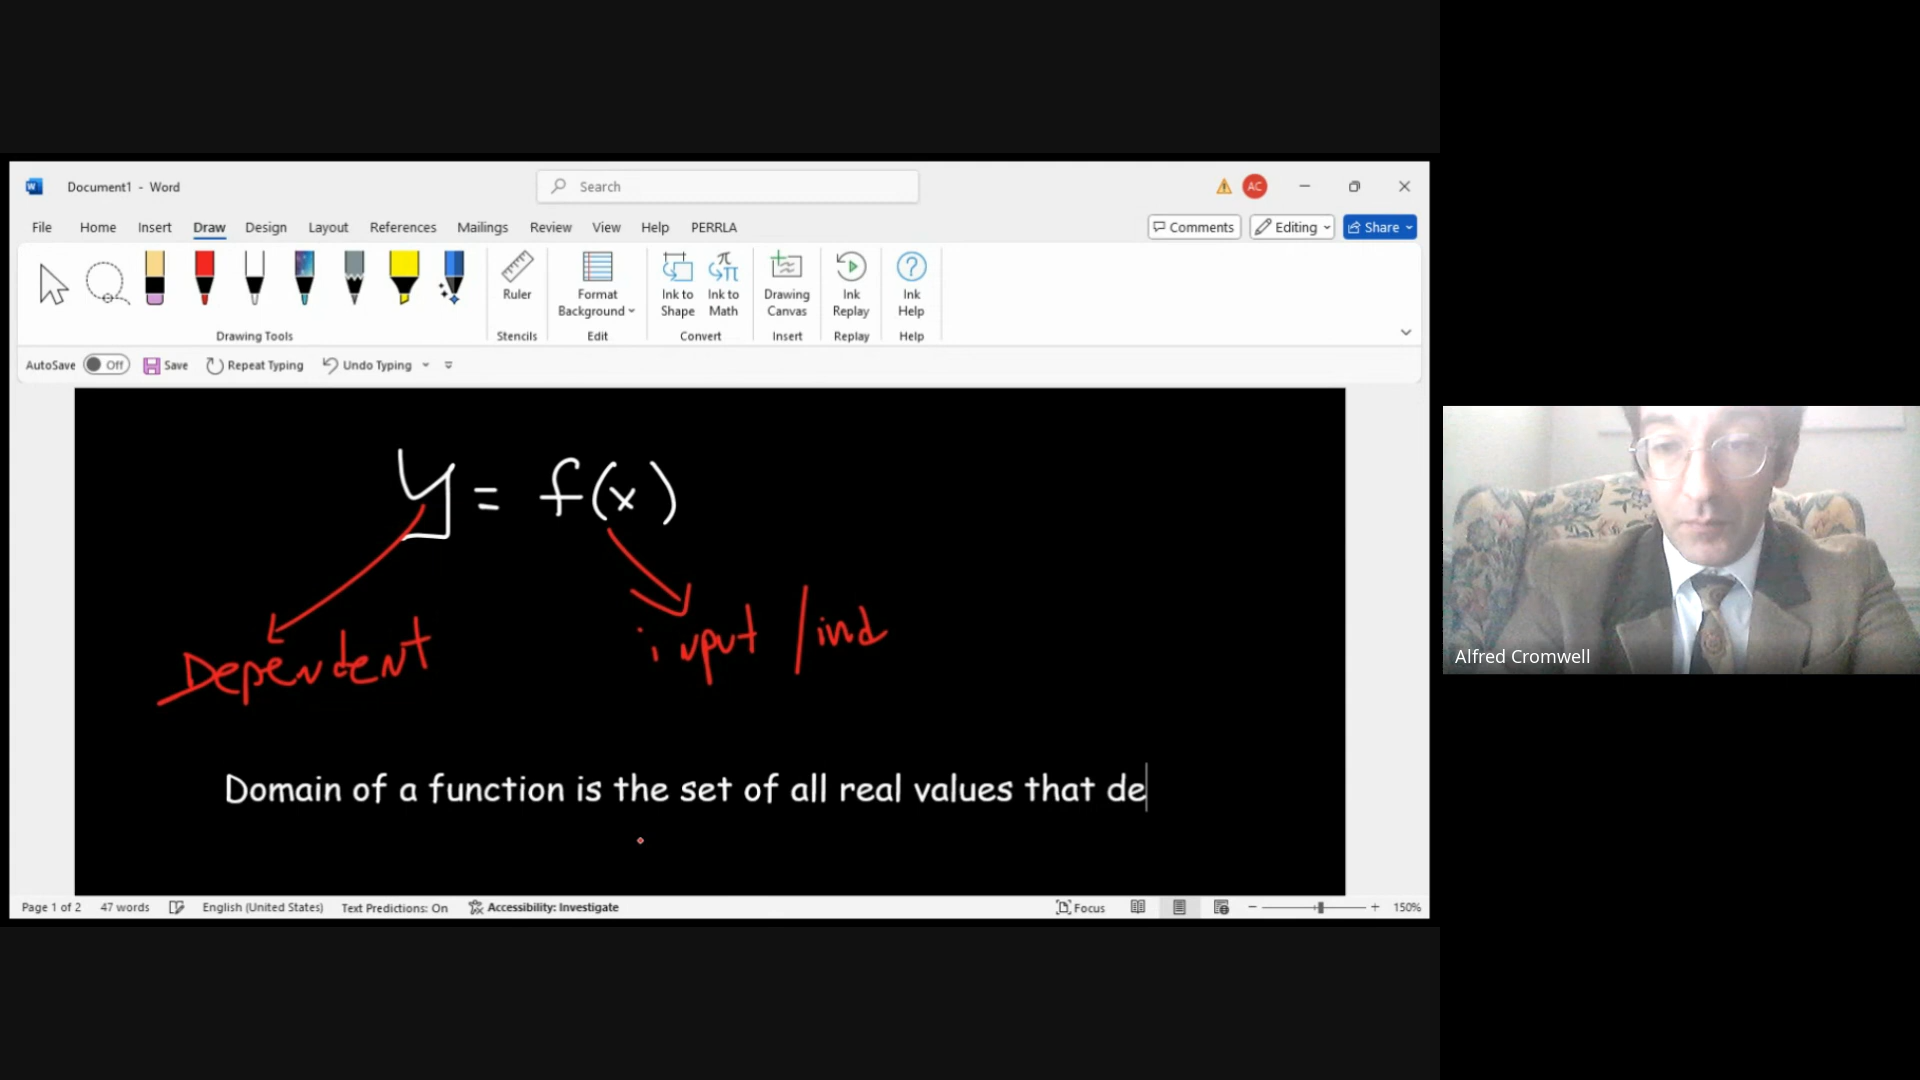 Document1 - Word
Search
AC
File Home Insert Draw Design Layout References Mailings Review View Help PERRLA
Comments Editing Share
Ruler
Format Background
Ink to Shape
Ink to Math
Drawing Canvas
Ink Replay
Ink Help
Drawing Tools Stencils Edit Convert Insert Replay Help
AutoSave Off Save Repeat Typing Undo Typing
y = f(x)
Dependent
input / ind
Domain of a function is the set of all real values that de
Alfred Cromwell
Page 1 of 2 47 words English (United States) Text Predictions: On Accessibility: Investigate Focus 150%